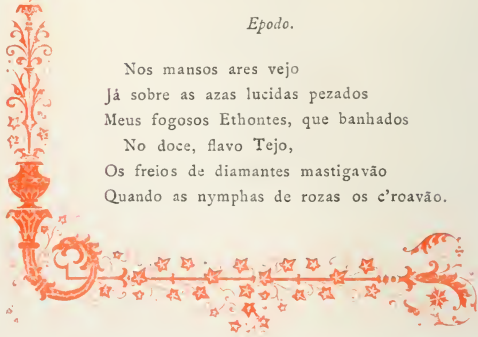 Epodo.
Nos mansos ares vejo
Já sobre as azas lucidas pezados
Meus fogosos Ethontes, que banhados
No doce, flavo Tejo,
Os freios de diamantes mastigavão
Quando as nymphas de rozas os c'roavão.